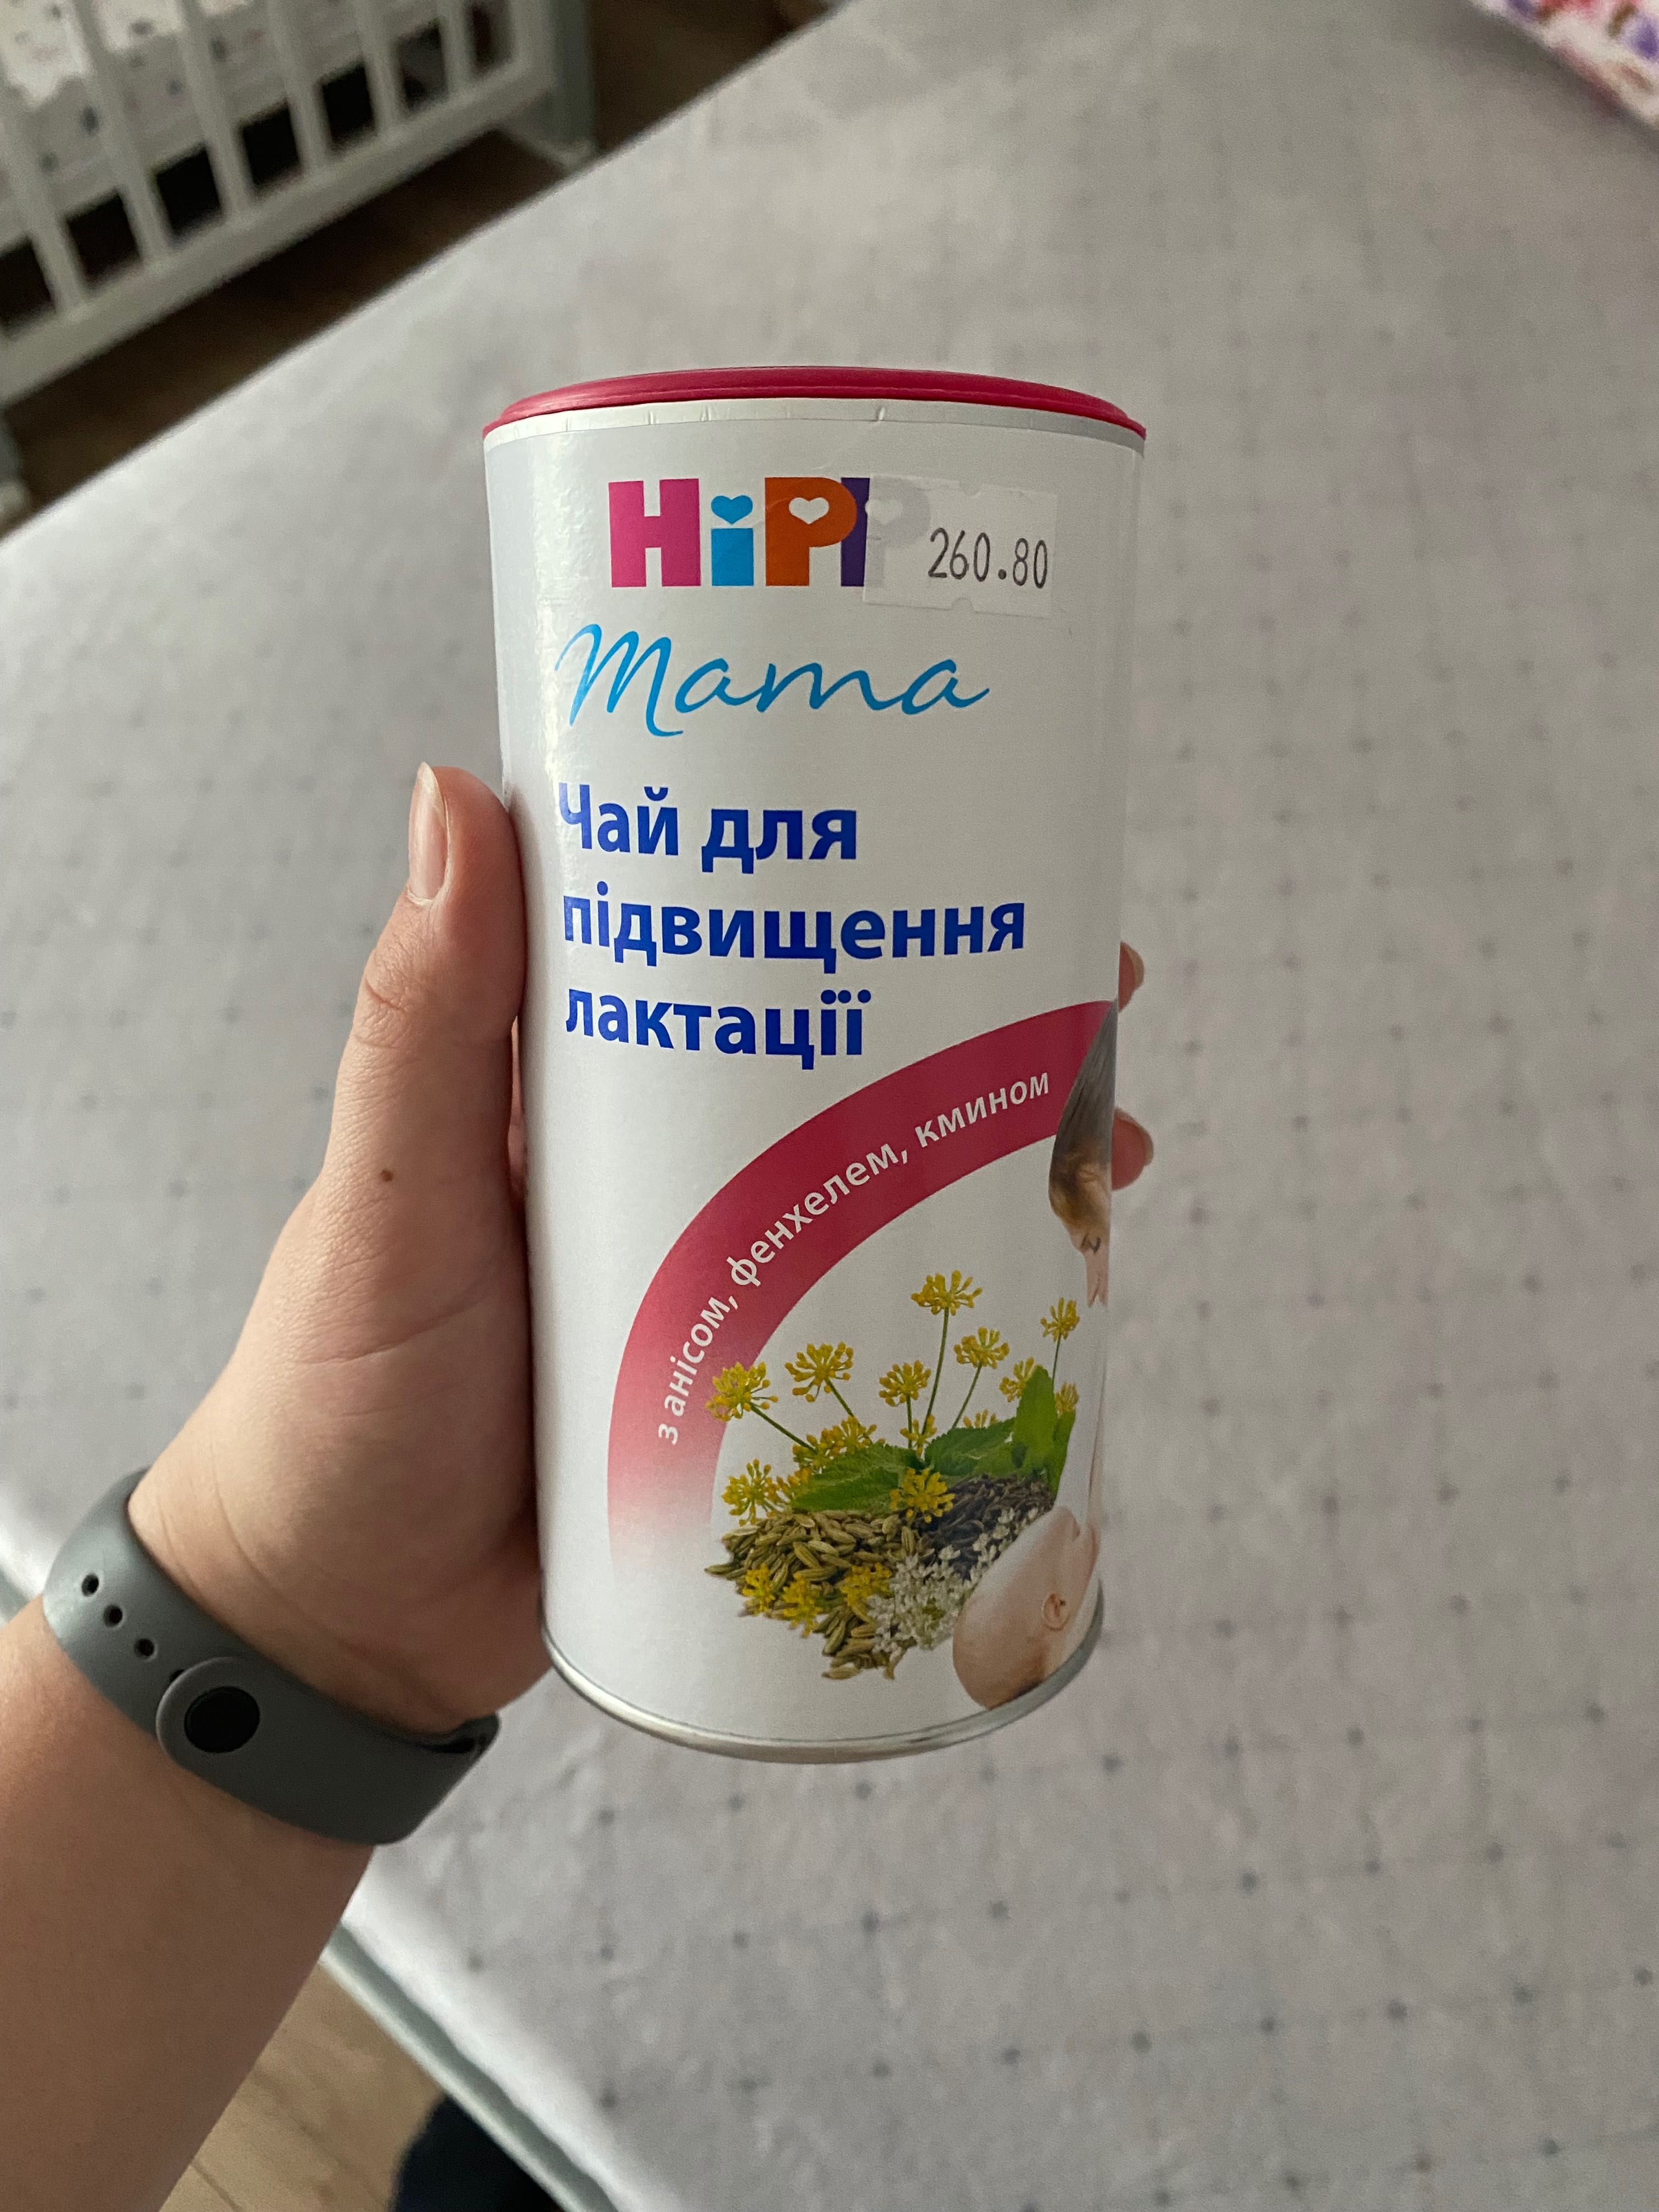 HiPP
260.80
Mama
Чай для
підвищення
лактації
з анісом, фенхелем, кмином